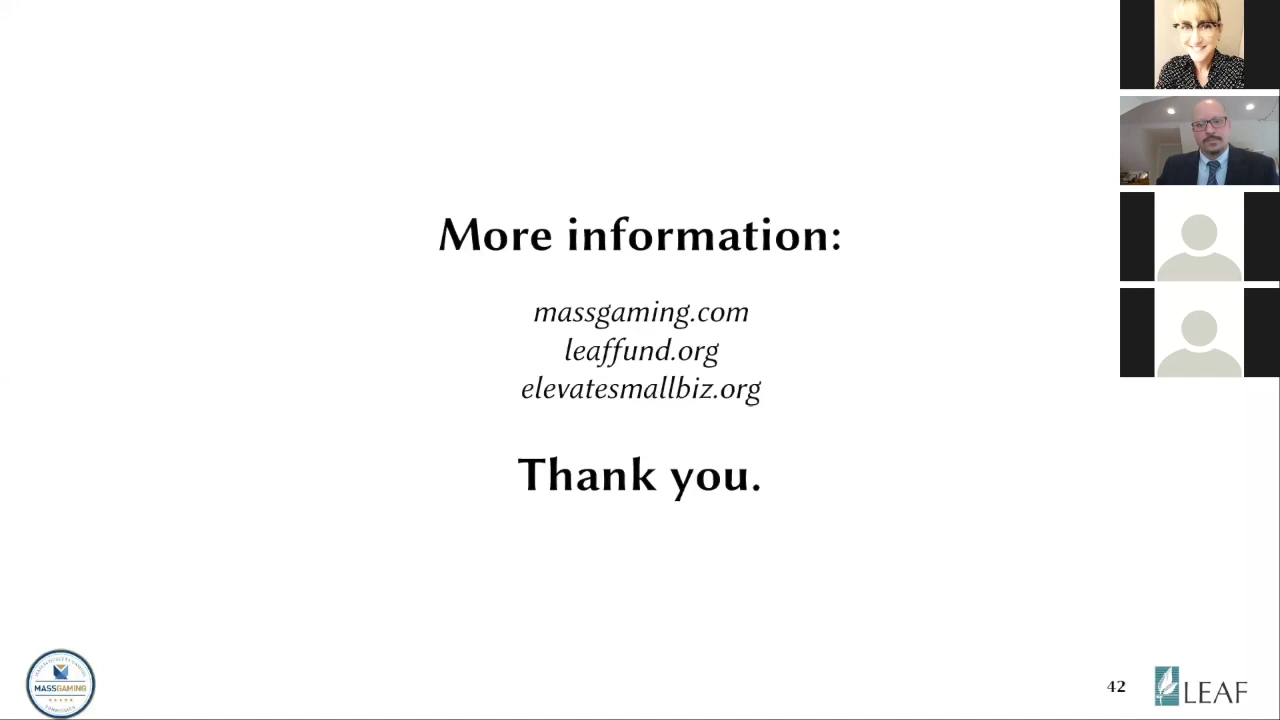 More information:
massgaming.com
leaffund.org
elevatesmallbiz.org
Thank you.
MASSGAMING
42
LEAF